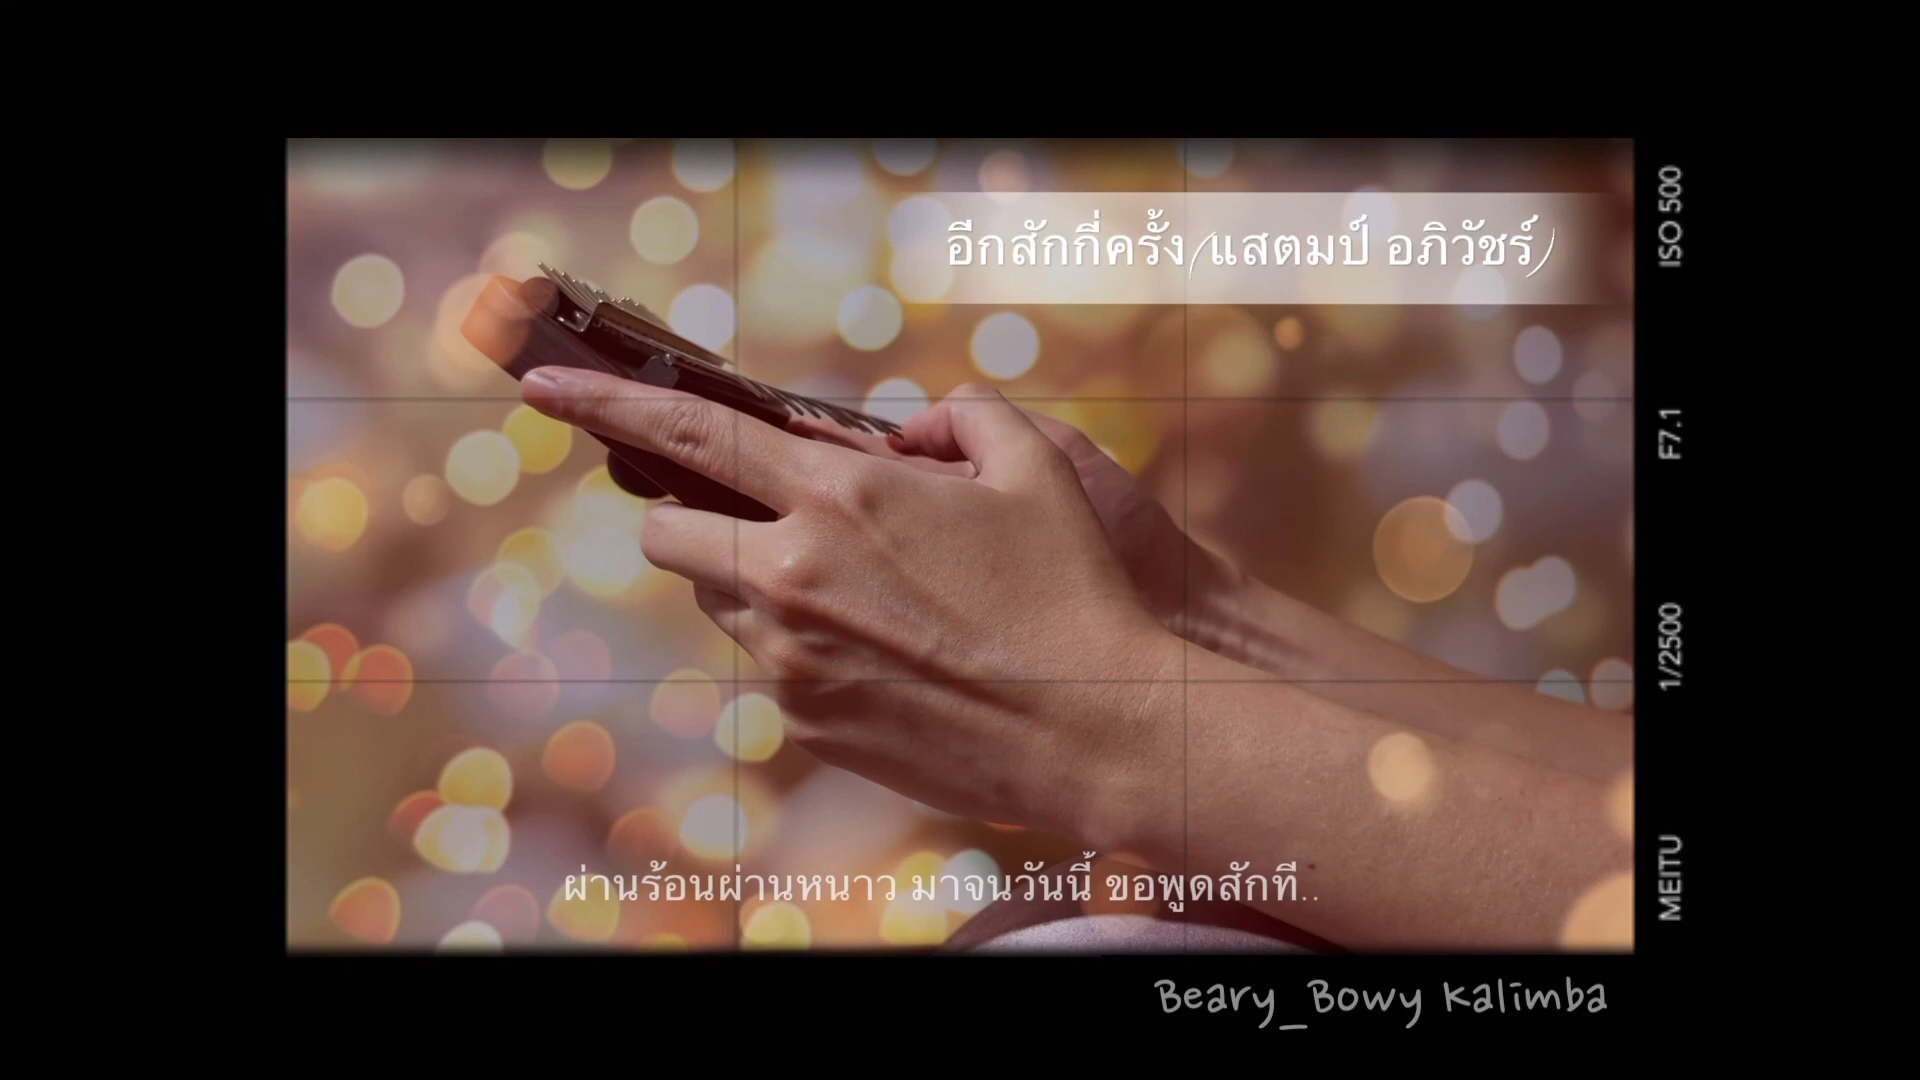 อีกสักกี่ครั้ง(แสตมป์ อภิวัชร์)
ISO 500
F7.1
1/2500
MEITU
ผ่านร้อนผ่านหนาว มาจนวันนี้ ขอพูดสักที..
Beary_Bowy Kalimba